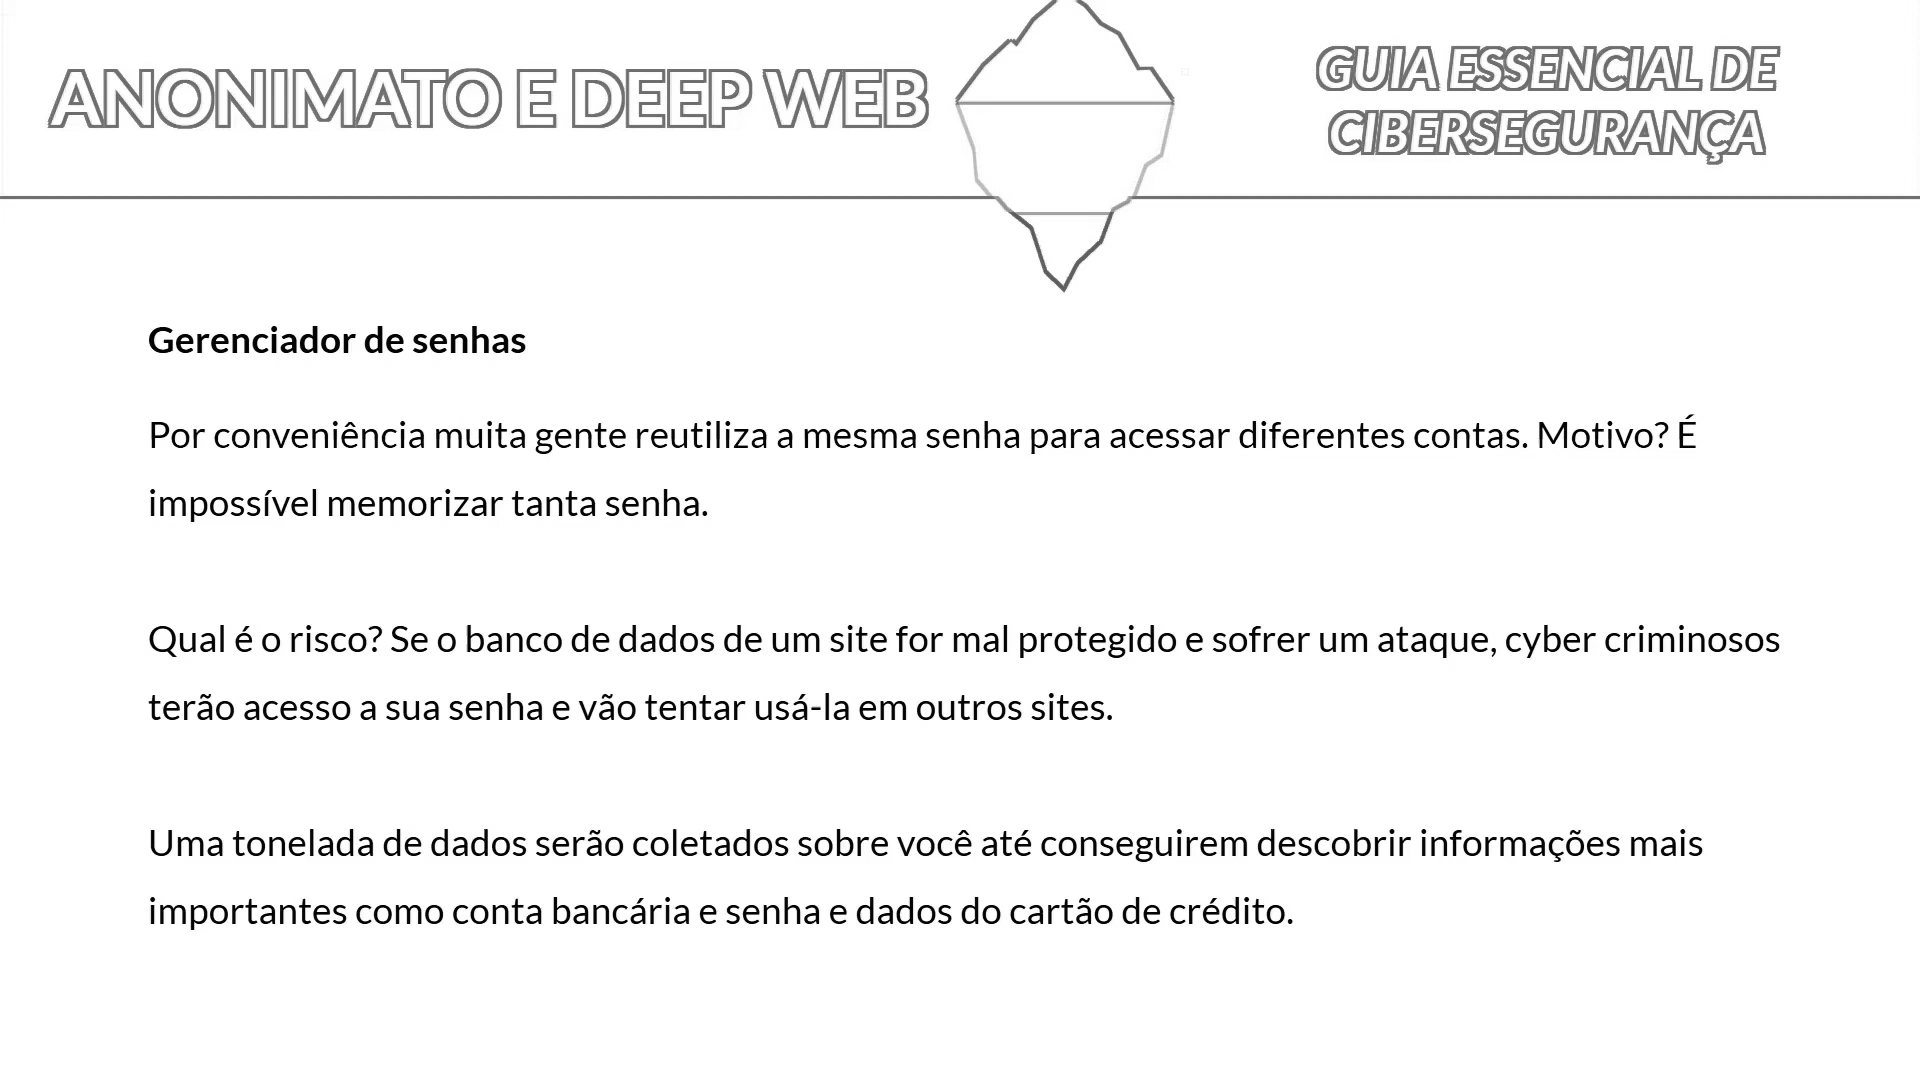 ANONIMATO E DEEP WEB
GUIA ESSENCIAL DE
CIBERSEGURANÇA
Gerenciador de senhas
Por conveniência muita gente reutiliza a mesma senha para acessar diferentes contas. Motivo? É
impossível memorizar tanta senha.
Qual é o risco? Se o banco de dados de um site for mal protegido e sofrer um ataque, cyber criminosos
terão acesso a sua senha e vão tentar usá-la em outros sites.
Uma tonelada de dados serão coletados sobre você até conseguirem descobrir informações mais
importantes como conta bancária e senha e dados do cartão de crédito.